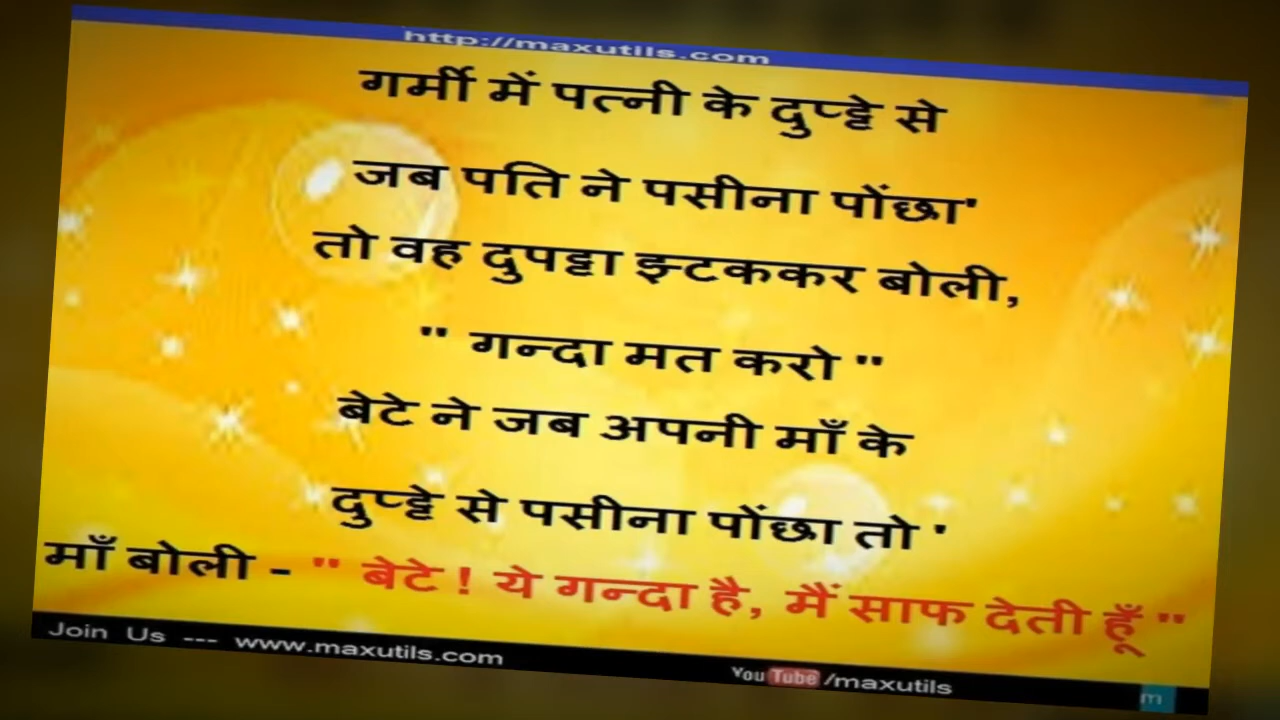 http://maxutils.com
गर्मी में पत्नी के दुप्ट्टे से
जब पति ने पसीना पोंछा'
तो वह दुपट्टा झ्टककर बोली,
" गन्दा मत करो "
बेटे ने जब अपनी माँ के
दुप्ट्टे से पसीना पोंछा तो '
माँ बोली - " बेटे ! ये गन्दा है, मैं साफ देती हूँ "
Join Us --- www.maxutils.com
YouTube /maxutils
m